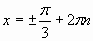 x = ± π/3 + 2πn